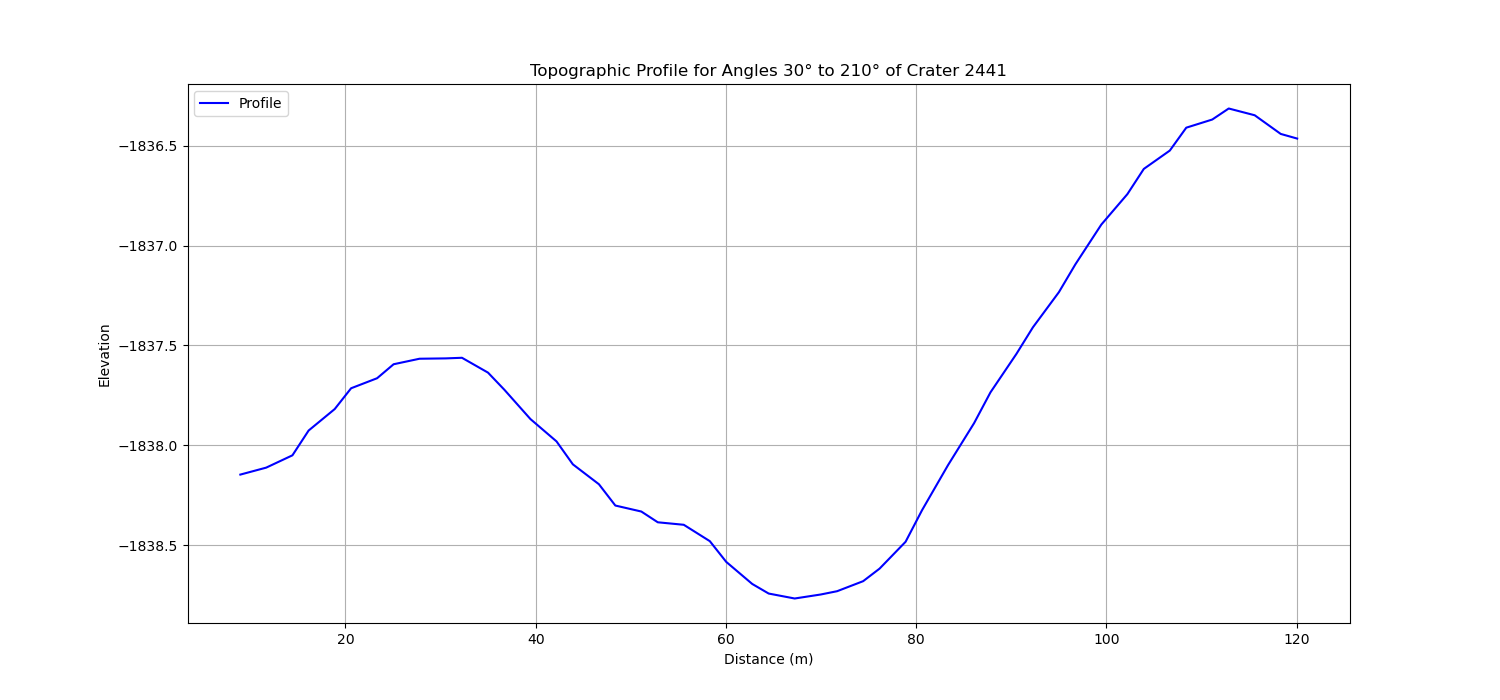 Topographic Profile for Angles 30° to 210° of Crater 2441
Profile
−1836.5
−1837.0
−1837.5
−1838.0
−1838.5
Elevation
20 40 60 80 100 120
Distance (m)